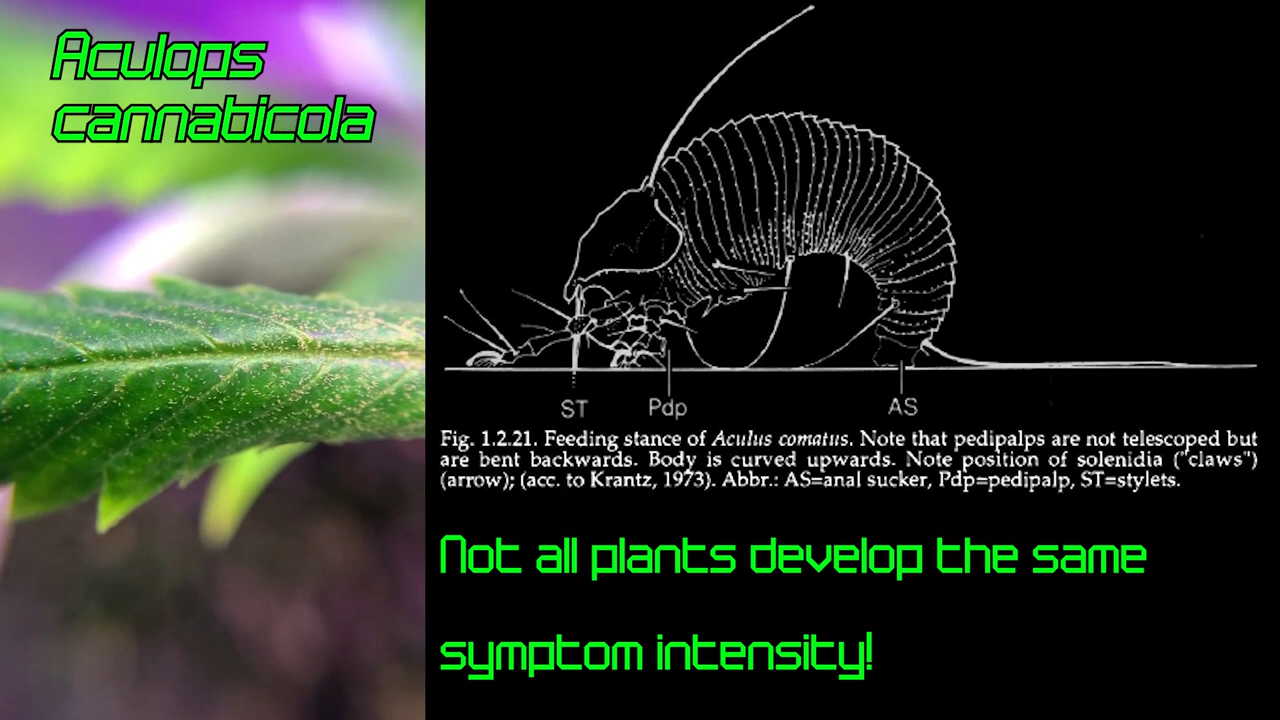 Aculops
cannabicola
ST Pdp AS
Fig. 1.2.21. Feeding stance of Aculus comatus. Note that pedipalps are not telescoped but
are bent backwards. Body is curved upwards. Note position of solenidia ("claws")
(arrow); (acc. to Krantz, 1973). Abbr.: AS=anal sucker, Pdp=pedipalp, ST=stylets.
Not all plants develop the same
symptom intensity!